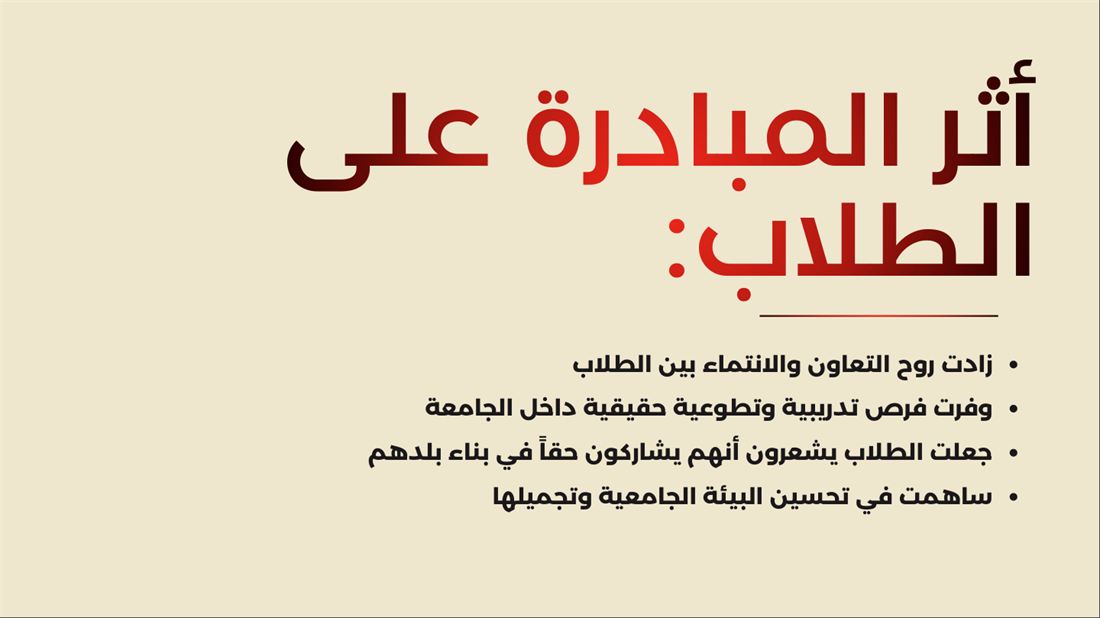 أثر المبادرة على
الطلاب:
• زادت روح التعاون والانتماء بين الطلاب
• وفرت فرص تدريبية وتطوعية حقيقية داخل الجامعة
• جعلت الطلاب يشعرون أنهم يشاركون حقاً في بناء بلدهم
• ساهمت في تحسين البيئة الجامعية وتجميلها